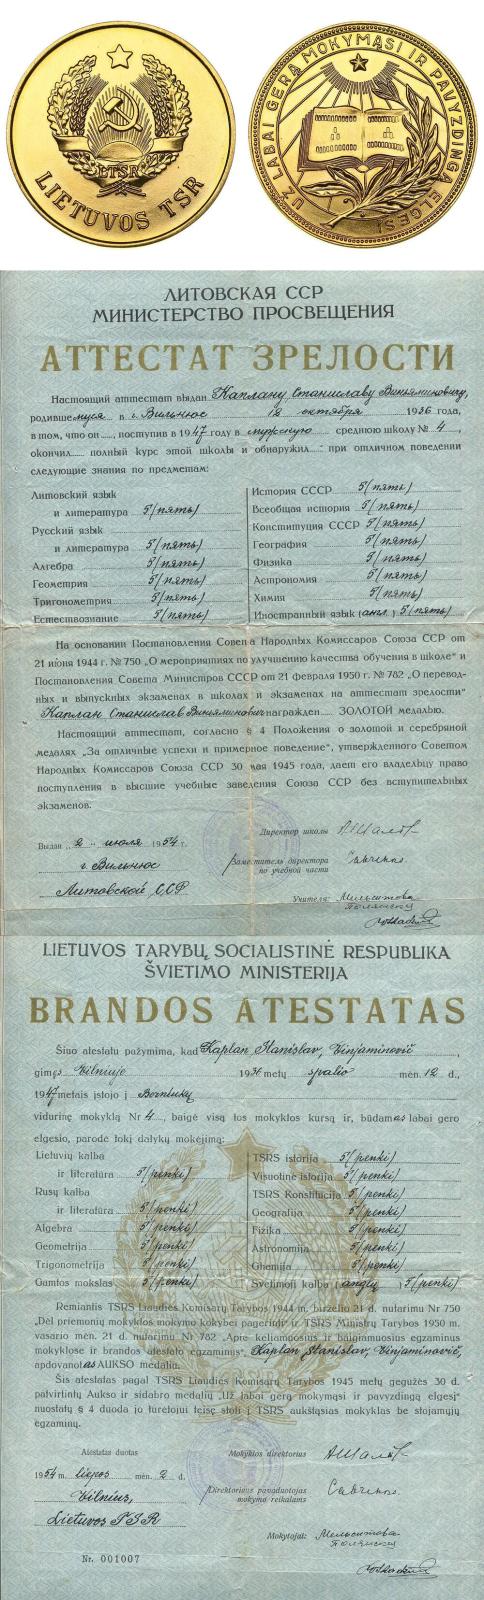 LTSR
LIETUVOS TSR
UŽ LABAI GERĄ MOKYMĄSI IR PAVYZDINGĄ ELGESĮ
ЛИТОВСКАЯ ССР
МИНИСТЕРСТВО ПРОСВЕЩЕНИЯ
АТТЕСТАТ ЗРЕЛОСТИ
Настоящий аттестат выдан Каплану Станиславу Виньяминовичу,
родившемуся в г. Вильнюс 12 октября 1936 года,
в том, что он, поступив в 1947 году в мужскую среднюю школу № 4,
окончил полный курс этой школы и обнаружил при отличном поведении
следующие знания по предметам:
Литовский язык
и литература 5 (пять)
Русский язык
и литература 5 (пять)
Алгебра 5 (пять)
Геометрия 5 (пять)
Тригонометрия 5 (пять)
Естествознание 5 (пять)
История СССР 5 (пять)
Всеобщая история 5 (пять)
Конституция СССР 5 (пять)
География 5 (пять)
Физика 5 (пять)
Астрономия 5 (пять)
Химия 5 (пять)
Иностранный язык (англ.) 5 (пять)
На основании Постановления Совета Народных Комиссаров Союза ССР от
21 июня 1944 г. № 750 „О мероприятиях по улучшению качества обучения в школе“ и
Постановления Совета Министров СССР от 21 февраля 1950 г. № 782 „О перевод-
ных и выпускных экзаменах в школах и экзаменах на аттестат зрелости“
Каплан Станислав Виньяминович награжден ЗОЛОТОЙ медалью.
Настоящий аттестат, согласно § 4 Положения о золотой и серебряной
медалях „За отличные успехи и примерное поведение“, утвержденного Советом
Народных Комиссаров Союза ССР 30 мая 1945 года, дает его владельцу право
поступления в высшие учебные заведения Союза ССР без вступительных
экзаменов.
Выдан „2“ июля 1954 г.
г. Вильнюс
Литовской ССР
Директор школы
Заместитель директора
по учебной части
Учителя:
LIETUVOS TARYBŲ SOCIALISTINĖ RESPUBLIKA
ŠVIETIMO MINISTERIJA
BRANDOS ATESTATAS
Šiuo atestatu pažymima, kad Kaplan Stanislav, Vinjaminovič,
gimęs Vilniuje 1936 metų spalio mėn. 12 d.,
1947 metais įstojo į Berniukų
vidurinę mokyklą Nr 4, baigė visą tos mokyklos kursą ir, būdamas labai gero
elgesio, parodė tokį dalykų mokėjimą:
Lietuvių kalba
ir literatūra 5 (penki)
Rusų kalba
ir literatūra 5 (penki)
Algebra 5 (penki)
Geometrija 5 (penki)
Trigonometrija 5 (penki)
Gamtos mokslas 5 (penki)
TSRS istorija 5 (penki)
Visuotinė istorija 5 (penki)
TSRS Konstitucija 5 (penki)
Geografija 5 (penki)
Fizika 5 (penki)
Astronomija 5 (penki)
Chemija 5 (penki)
Svetimoji kalba (anglų) 5 (penki)
Remiantis TSRS Liaudies Komisarų Tarybos 1944 m. birželio 21 d. nutarimu Nr 750
„Dėl priemonių mokyklos mokymo kokybei pagerinti“ ir TSRS Ministrų Tarybos 1950 m.
vasario mėn. 21 d. nutarimu Nr 782 „Apie keliamuosius ir baigiamuosius egzaminus
mokyklose ir brandos atestato egzaminus“, Kaplan Stanislav, Vinjaminovič,
apdovanotas AUKSO medaliu.
Šis atestatas pagal TSRS Liaudies Komisarų Tarybos 1945 metų gegužės 30 d.
patvirtintų Aukso ir sidabro medalių „Už labai gerą mokymąsi ir pavyzdingą elgesį“
nuostatų § 4 duoda jo turėtojui teisę stoti į TSRS aukštąsias mokyklas be stojamųjų
egzaminų.
Atestatas duotas
1954 m. liepos mėn. 2 d.
Vilnius,
Lietuvos TSR
Mokyklos direktorius
Direktoriaus pavaduotojas
mokymo reikalams
Mokytojai:
Nr. 001007